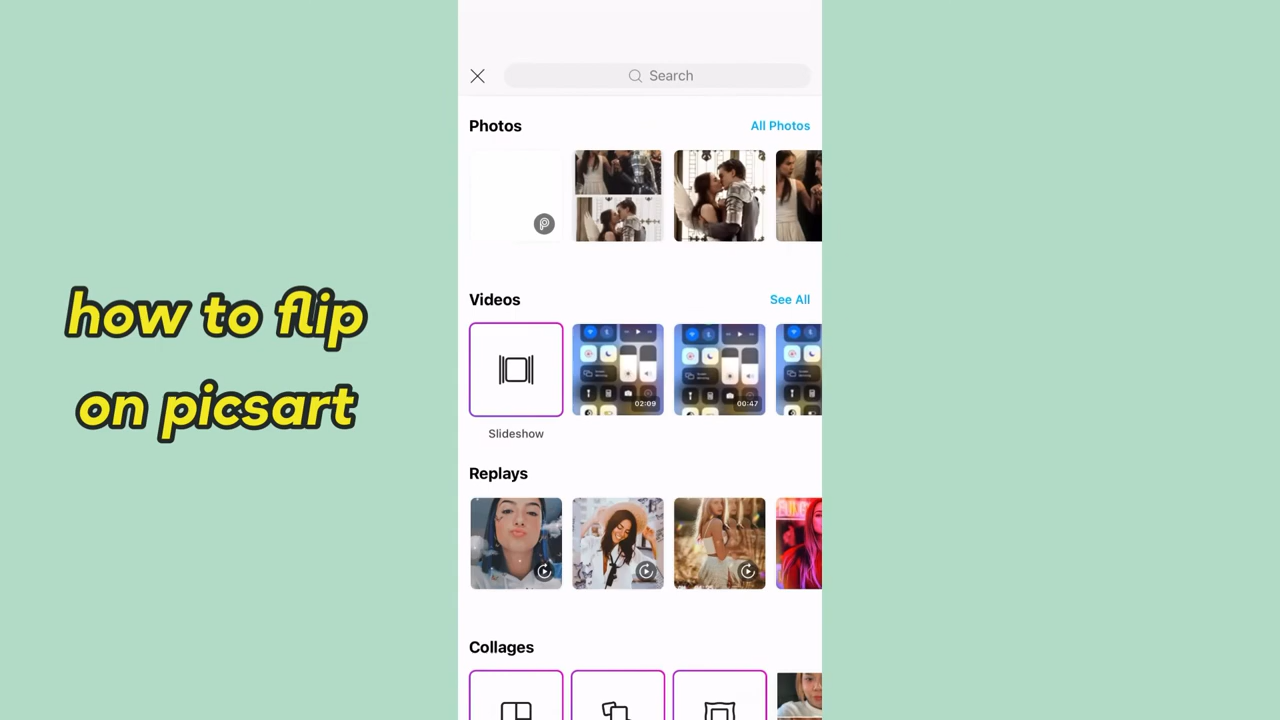 Search
Photos
All Photos
how to flip
on picsart
Videos
See All
02:09
00:47
Slideshow
Replays
Collages